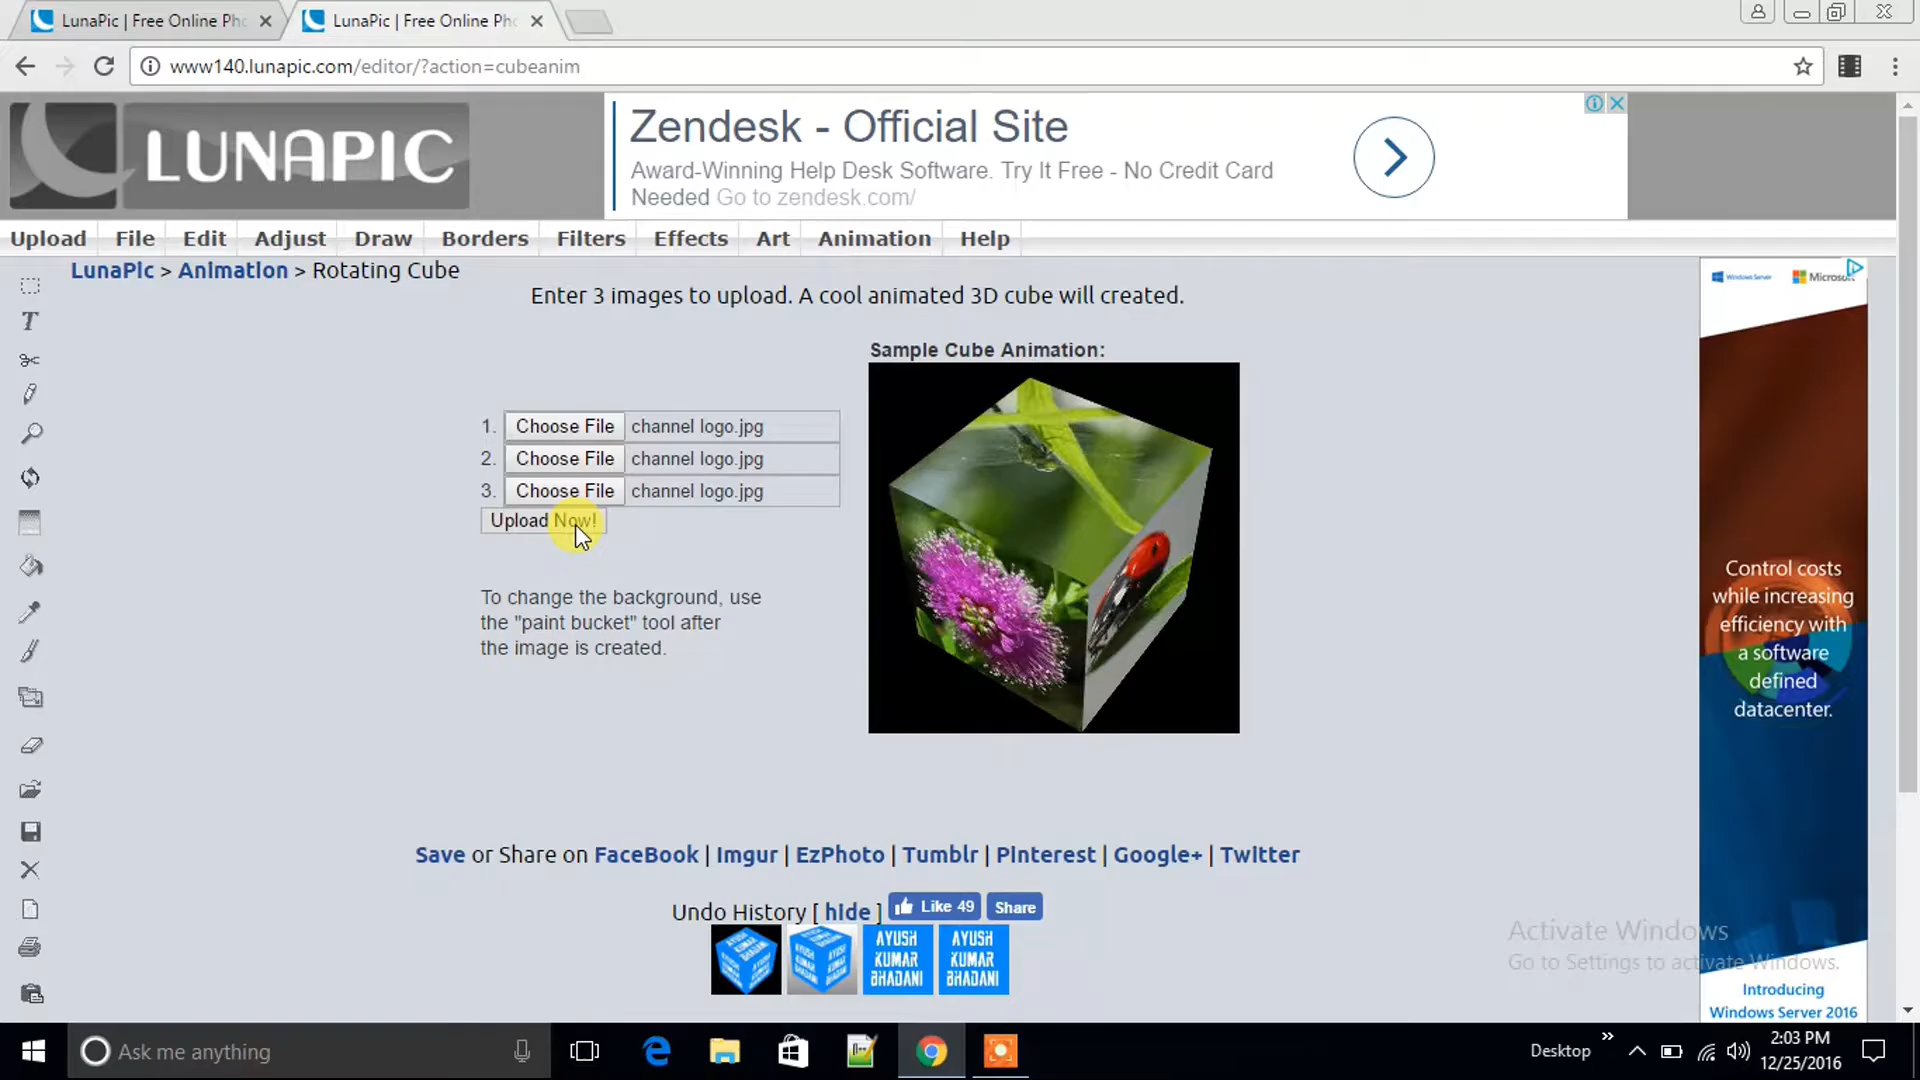 LunaPic | Free Online Pho
LunaPic | Free Online Pho
www140.lunapic.com/editor/?action=cubeanim
LUNAPIC
Zendesk - Official Site
Award-Winning Help Desk Software. Try It Free - No Credit Card
Needed Go to zendesk.com/
Upload File Edit Adjust Draw Borders Filters Effects Art Animation Help
LunaPic > Animation > Rotating Cube
Enter 3 images to upload. A cool animated 3D cube will created.
Sample Cube Animation:
1. Choose File channel logo.jpg
2. Choose File channel logo.jpg
3. Choose File channel logo.jpg
Upload Now!
To change the background, use
the "paint bucket" tool after
the image is created.
Windows Server Microsoft
Control costs
while increasing
efficiency with
a software
defined
datacenter.
Introducing
Windows Server 2016
Save or Share on FaceBook | Imgur | EzPhoto | Tumblr | Pinterest | Google+ | Twitter
Undo History [ hide ] Like 49 Share
AYUSH
KUMAR
BHADANI
AYUSH
KUMAR
BHADANI
Activate Windows
Go to Settings to activate Windows.
Ask me anything
Desktop
2:03 PM
12/25/2016